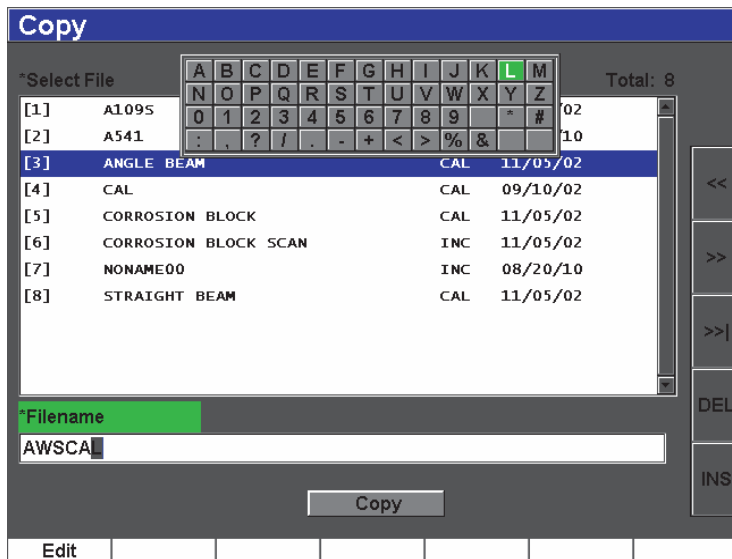 Copy
A B C D E F G H I J K L M
*Select File
Total: 8
N O P Q R S T U V W X Y Z
0 1 2 3 4 5 6 7 8 9 * #
: , ? / . - + < > % &
[1] A109S /02
[2] A541 10
[3] ANGLE BEAM CAL 11/05/02
[4] CAL CAL 09/10/02
[5] CORROSION BLOCK CAL 11/05/02
[6] CORROSION BLOCK SCAN INC 11/05/02
[7] NONAME00 INC 08/20/10
[8] STRAIGHT BEAM CAL 11/05/02
<<
>>
>>|
DEL
INS
*Filename
AWSCAL
Copy
Edit